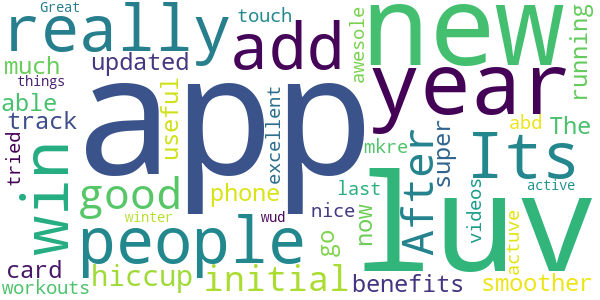 Great
really
touch
add
awesole
new
running
much
updated
able
things
app
year
track
useful
excellent
tried
win
After
super
mkre
abd
The
Its
good
phone
last
active
people
nice
now
videos
luv
wud
winter
go
actuve
card
hiccup
initial
benefits
smoother
workouts